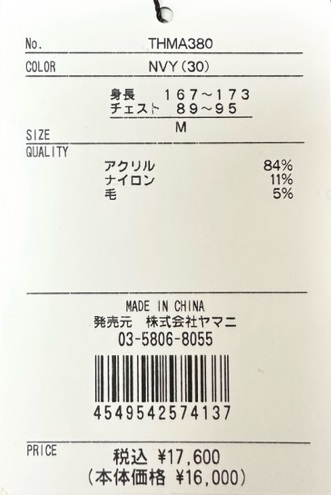 No. THMA380
COLOR NVY(30)
身長 167～173
チェスト 89～95
SIZE M
QUALITY
アクリル 84%
ナイロン 11%
毛 5%
MADE IN CHINA
発売元 株式会社ヤマニ
03-5806-8055
4549542574137
PRICE 税込 ¥17,600
(本体価格 ¥16,000)